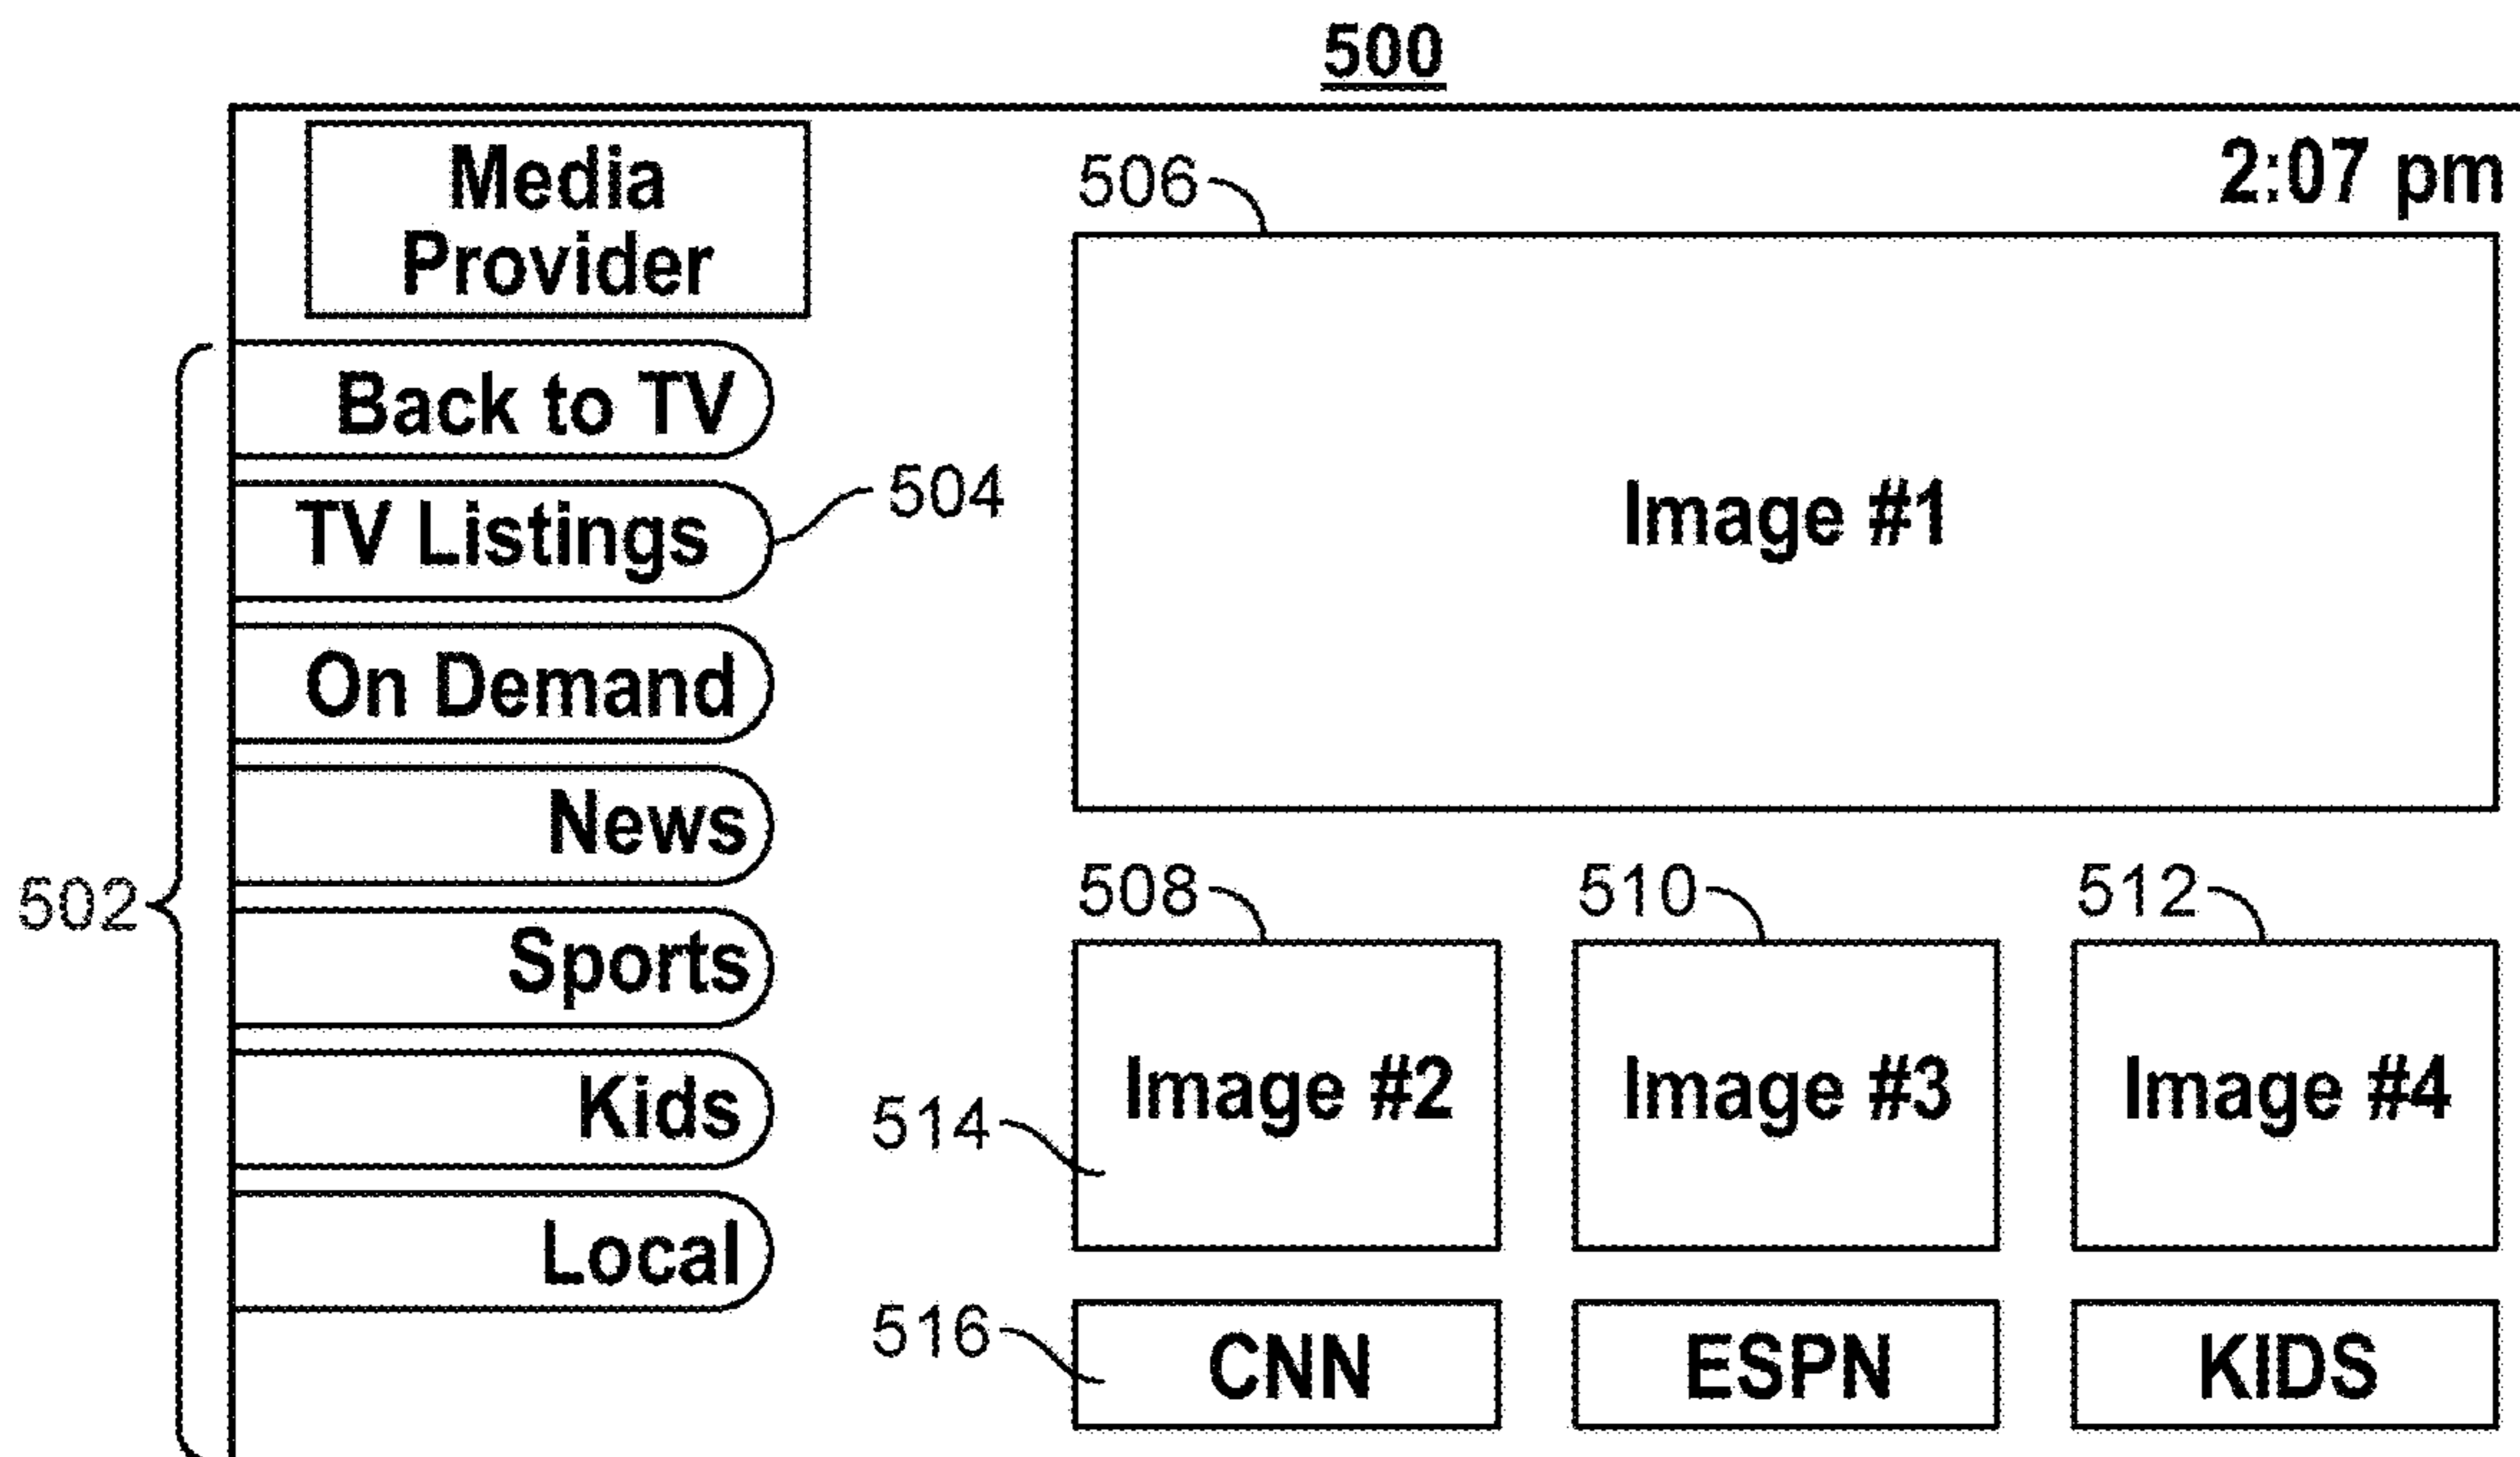 500
2:07 pm
Media
Provider
506
Back to TV
504
TV Listings
Image #1
On Demand
News
502
508
510
512
Sports
Image #2
Image #3
Image #4
Kids
514
Local
516
CNN
ESPN
KIDS